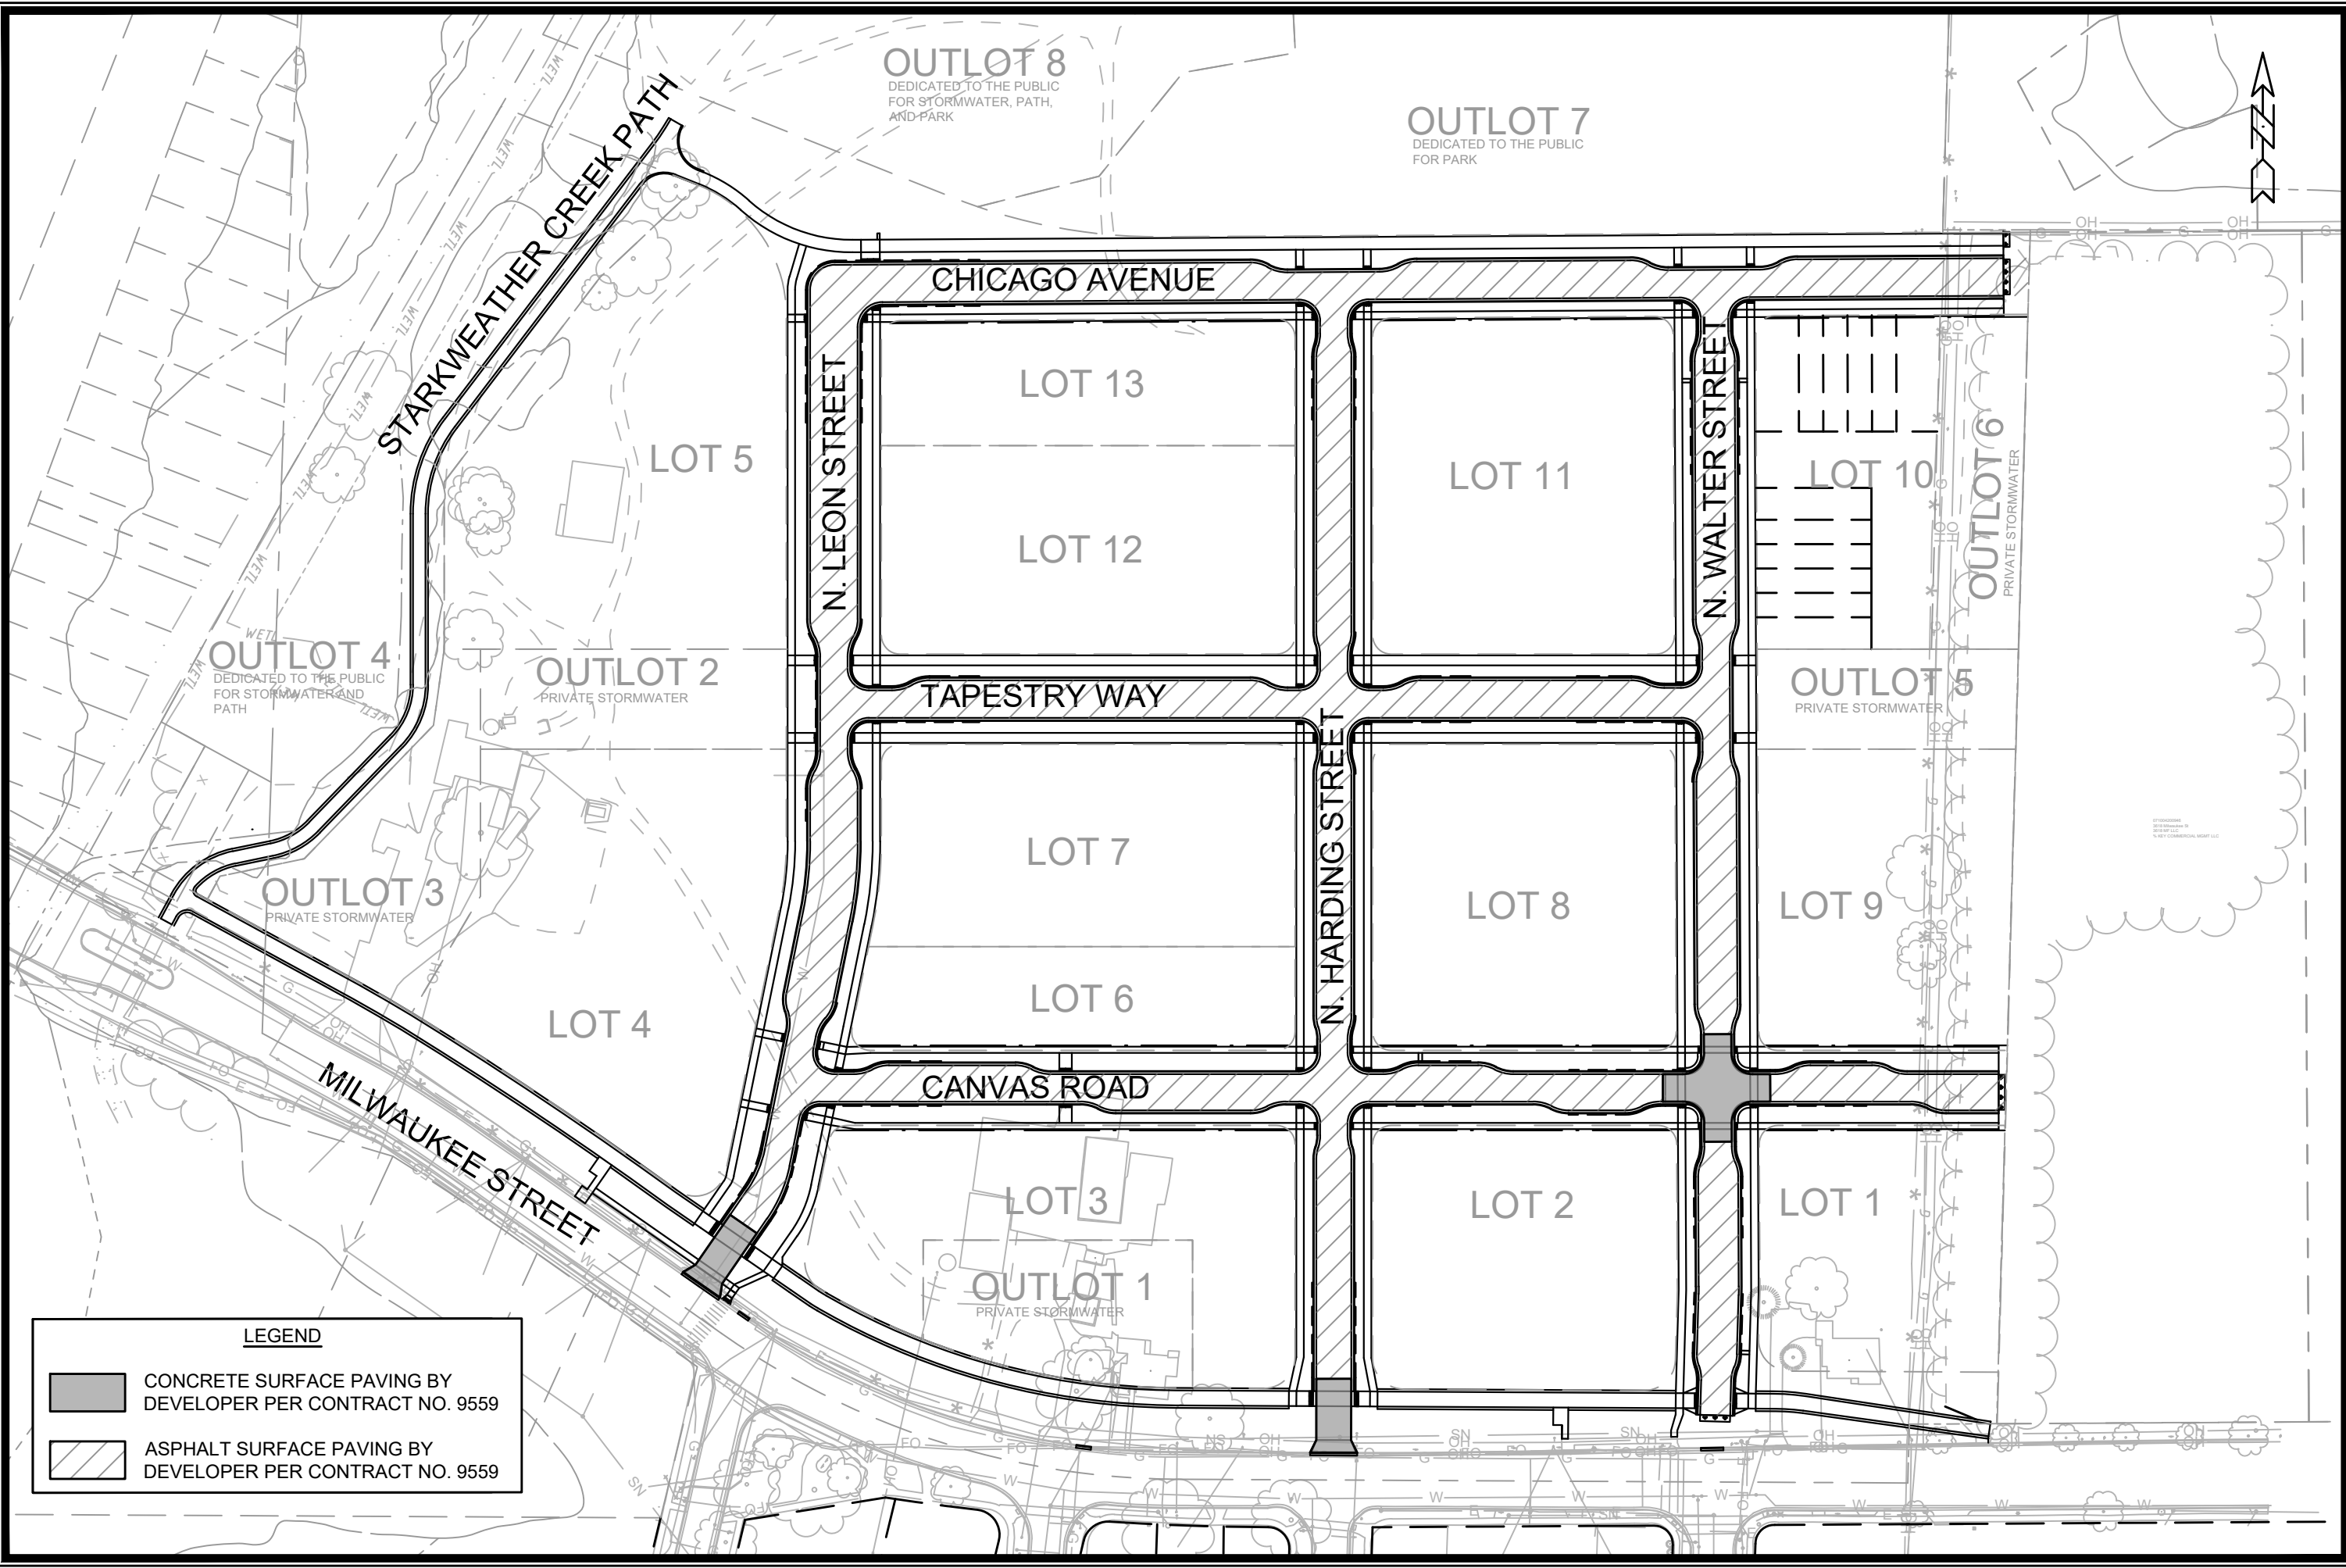 OUTLOT 8
DEDICATED TO THE PUBLIC
FOR STORMWATER, PATH,
AND PARK
OUTLOT 7
DEDICATED TO THE PUBLIC
FOR PARK
N
STARKWEATHER CREEK PATH
CHICAGO AVENUE
N. LEON STREET
LOT 13
LOT 12
LOT 11
N. WALTER STREET
LOT 10
OUTLOT 6
PRIVATE STORMWATER
LOT 5
OUTLOT 4
DEDICATED TO THE PUBLIC
FOR STORMWATER AND
PATH
OUTLOT 2
PRIVATE STORMWATER
TAPESTRY WAY
OUTLOT 5
PRIVATE STORMWATER
N. HARDING STREET
LOT 7
LOT 8
LOT 9
OUTLOT 3
PRIVATE STORMWATER
LOT 6
LOT 4
CANVAS ROAD
MILWAUKEE STREET
LOT 3
LOT 2
LOT 1
OUTLOT 1
PRIVATE STORMWATER
LEGEND
CONCRETE SURFACE PAVING BY
DEVELOPER PER CONTRACT NO. 9559
ASPHALT SURFACE PAVING BY
DEVELOPER PER CONTRACT NO. 9559